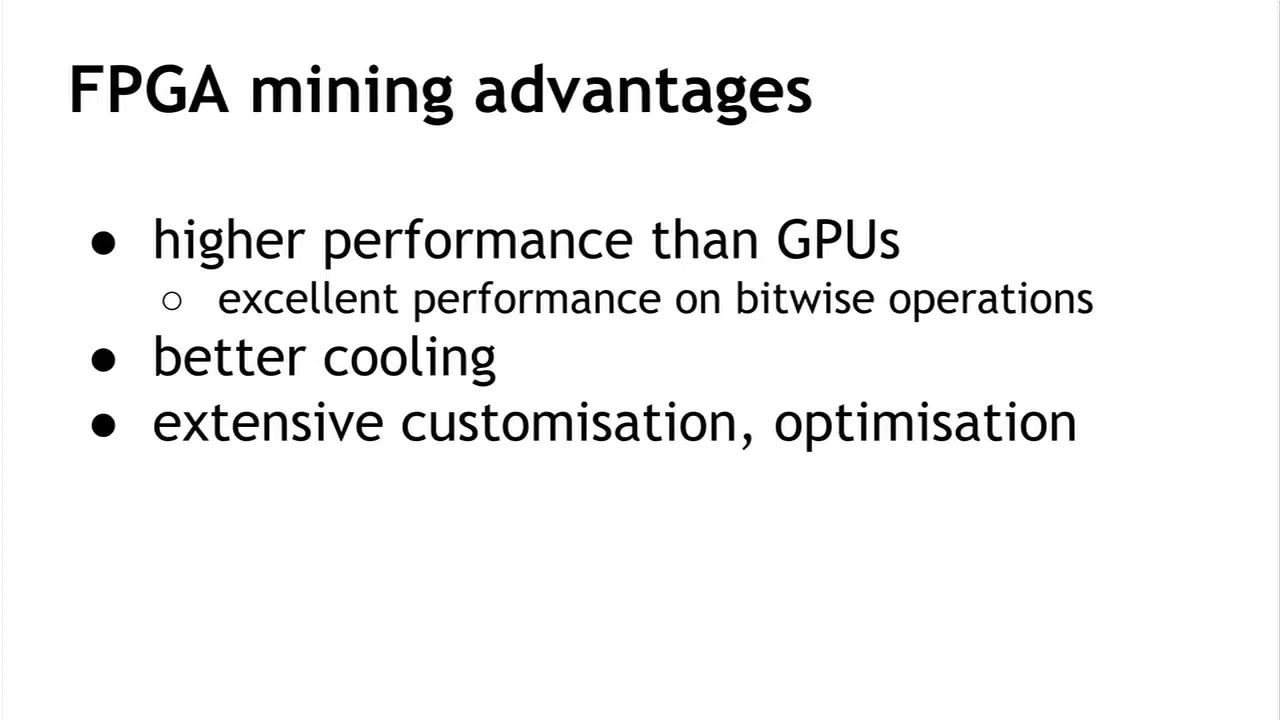 FPGA mining advantages
● higher performance than GPUs
○ excellent performance on bitwise operations
● better cooling
● extensive customisation, optimisation